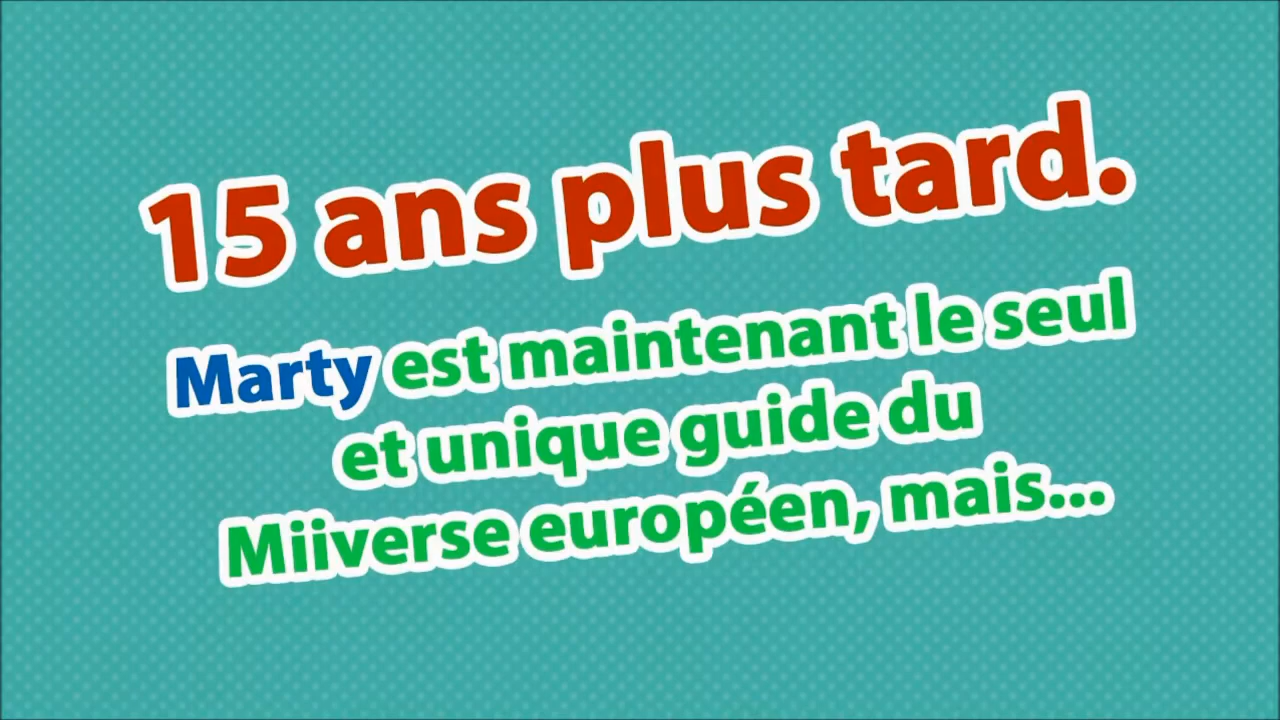 15 ans plus tard.
Marty est maintenant le seul
et unique guide du
Miiverse européen, mais...